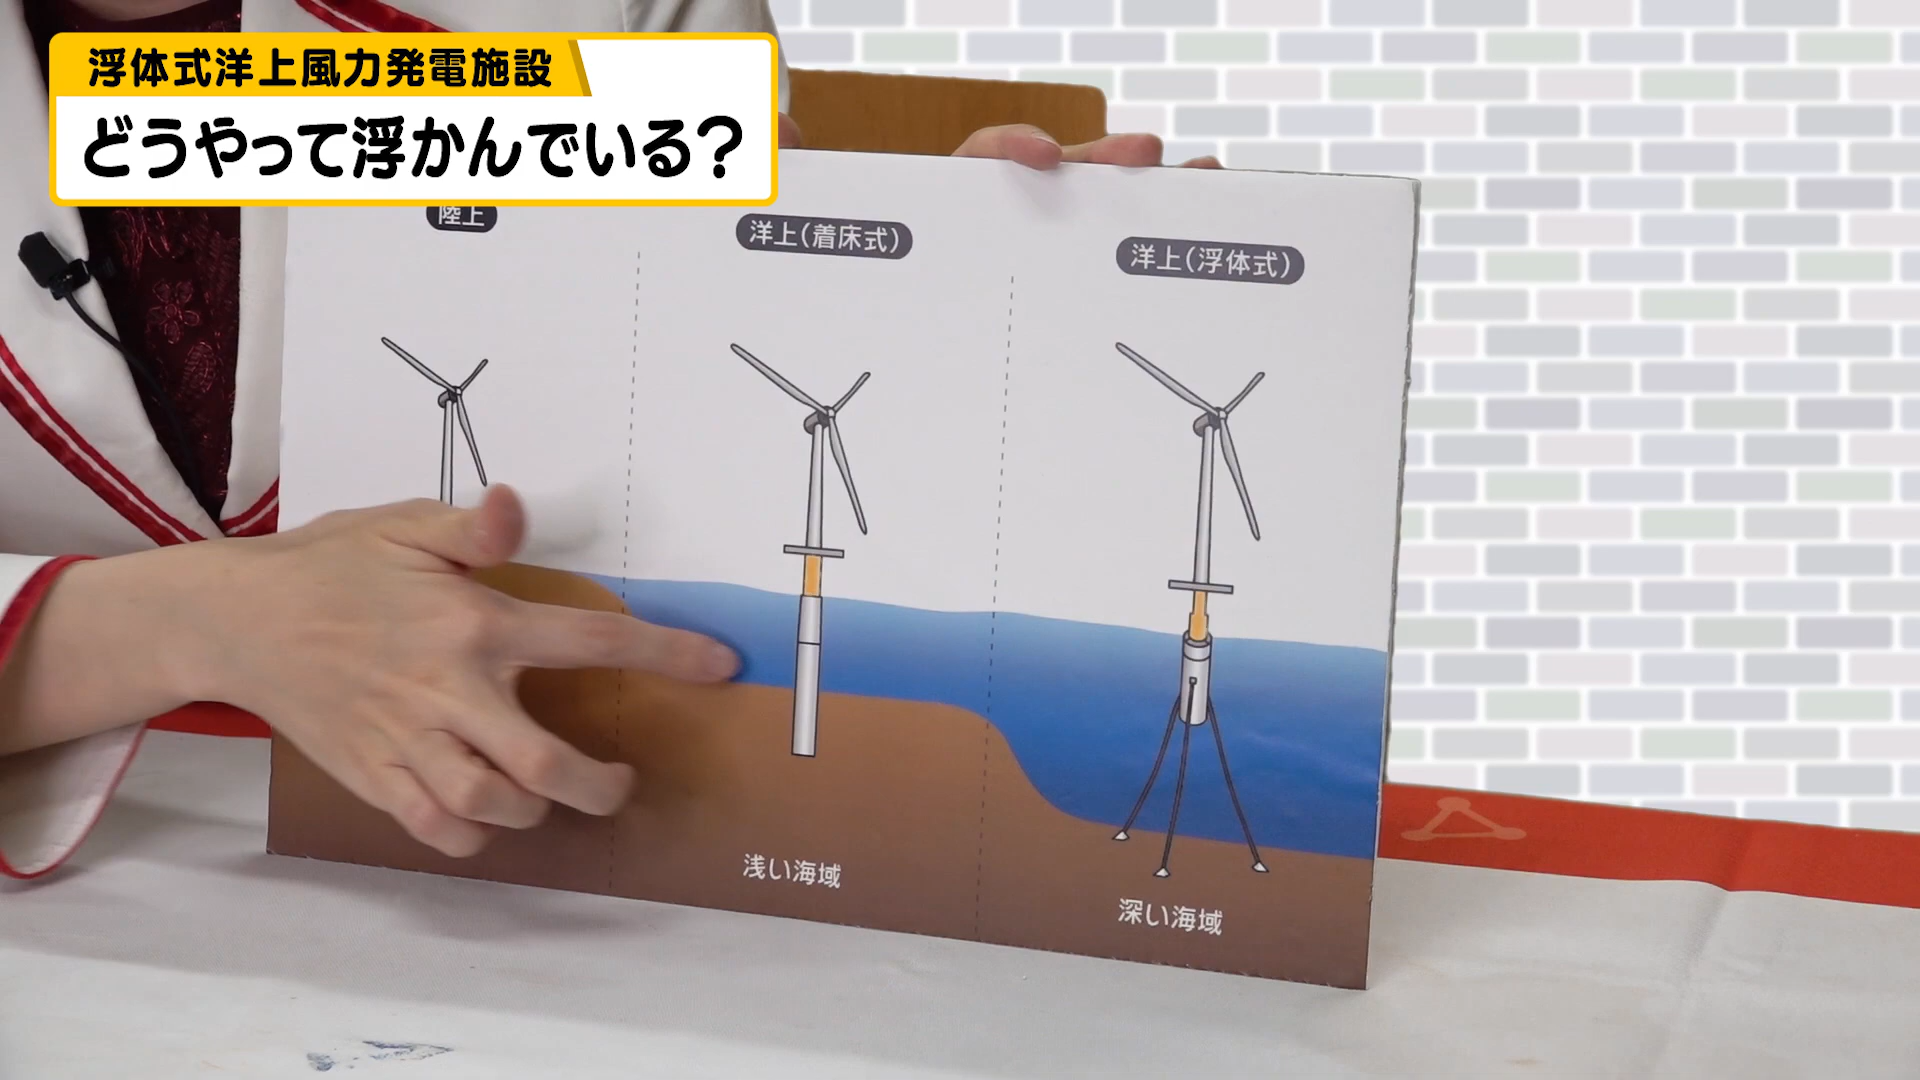 浮体式洋上風力発電施設
どうやって浮かんでいる？
陸上
洋上（着床式）
洋上（浮体式）
浅い海域
深い海域